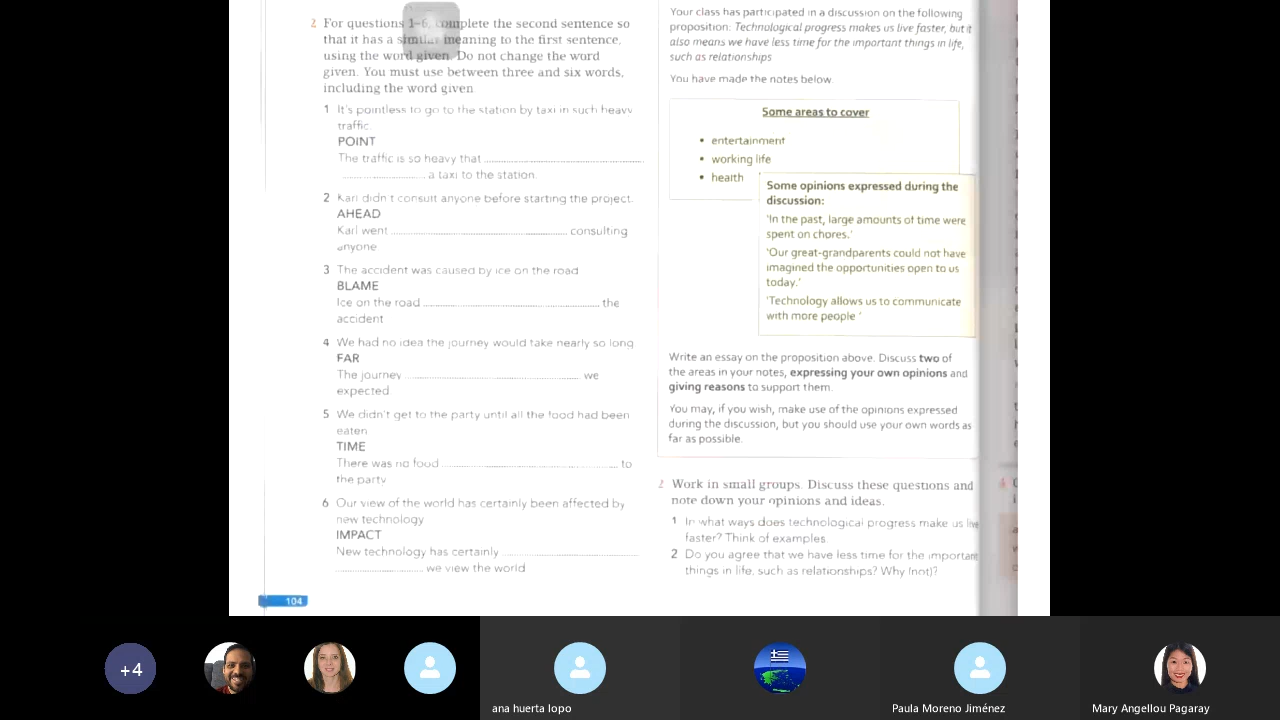 2 For questions 1–6, complete the second sentence so
that it has a similar meaning to the first sentence,
using the word given. Do not change the word
given. You must use between three and six words,
including the word given
1 It's pointless to go to the station by taxi in such heavy
traffic.
POINT
The traffic is so heavy that
a taxi to the station.
2 Karl didn't consult anyone before starting the project.
AHEAD
Karl went consulting
anyone
3 The accident was caused by ice on the road
BLAME
Ice on the road the
accident
4 We had no idea the journey would take nearly so long
FAR
The journey we
expected
5 We didn't get to the party until all the food had been
eaten
TIME
There was no food to
the party
6 Our view of the world has certainly been affected by
new technology
IMPACT
New technology has certainly
we view the world
104
Your class has participated in a discussion on the following
proposition: Technological progress makes us live faster, but it
also means we have less time for the important things in life,
such as relationships
You have made the notes below.
Some areas to cover
• entertainment
• working life
• health
Some opinions expressed during the
discussion:
'In the past, large amounts of time were
spent on chores.'
'Our great-grandparents could not have
imagined the opportunities open to us
today.'
'Technology allows us to communicate
with more people '
Write an essay on the proposition above. Discuss two of
the areas in your notes, expressing your own opinions and
giving reasons to support them.
You may, if you wish, make use of the opinions expressed
during the discussion, but you should use your own words as
far as possible.
2 Work in small groups. Discuss these questions and
note down your opinions and ideas.
1 In what ways does technological progress make us live
faster? Think of examples
2 Do you agree that we have less time for the important
things in life, such as relationships? Why (not)?
+4
ana huerta lopo
Paula Moreno Jiménez
Mary Angellou Pagaray